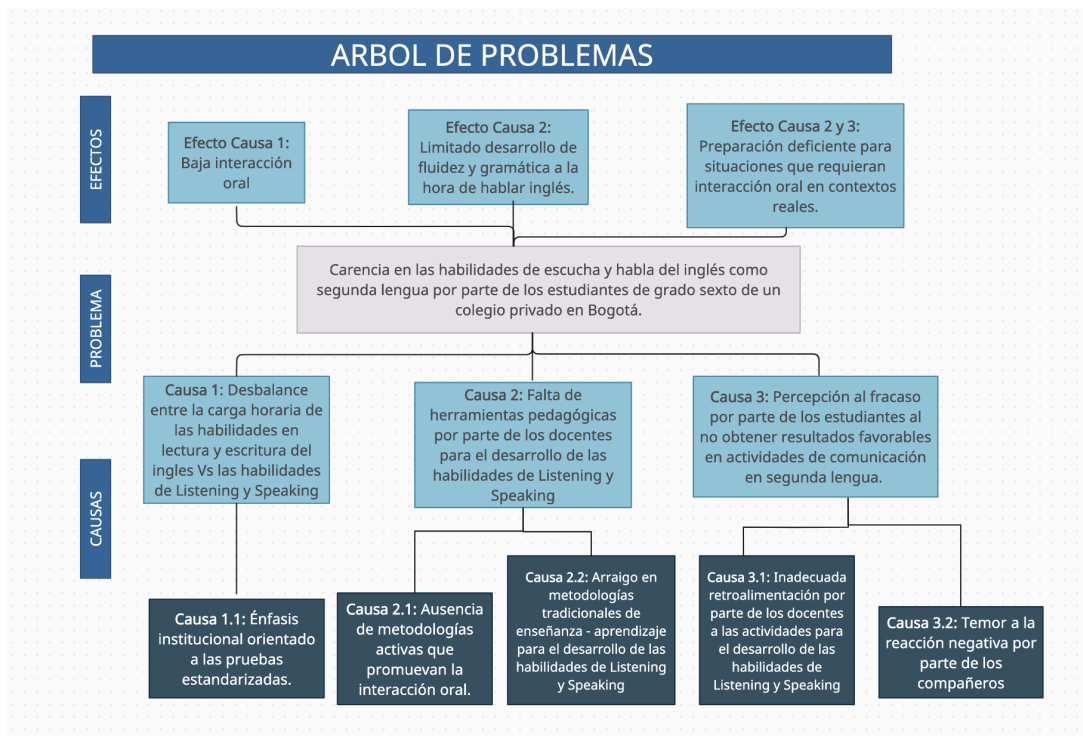 ARBOL DE PROBLEMAS
EFECTOS
Efecto Causa 1:
Baja interacción
oral
Efecto Causa 2:
Limitado desarrollo de
fluidez y gramática a la
hora de hablar inglés.
Efecto Causa 2 y 3:
Preparación deficiente para
situaciones que requieran
interacción oral en contextos
reales.
PROBLEMA
Carencia en las habilidades de escucha y habla del inglés como
segunda lengua por parte de los estudiantes de grado sexto de un
colegio privado en Bogotá.
CAUSAS
Causa 1: Desbalance
entre la carga horaria de
las habilidades en
lectura y escritura del
ingles Vs las habilidades
de Listening y Speaking
Causa 2: Falta de
herramientas pedagógicas
por parte de los docentes
para el desarrollo de las
habilidades de Listening y
Speaking
Causa 3: Percepción al fracaso
por parte de los estudiantes al
no obtener resultados favorables
en actividades de comunicación
en segunda lengua.
Causa 1.1: Énfasis
institucional orientado
a las pruebas
estandarizadas.
Causa 2.1: Ausencia
de metodologías
activas que
promuevan la
interacción oral.
Causa 2.2: Arraigo en
metodologías
tradicionales de
enseñanza - aprendizaje
para el desarrollo de las
habilidades de Listening
y Speaking
Causa 3.1: Inadecuada
retroalimentación por
parte de los docentes
a las actividades para
el desarrollo de las
habilidades de
Listening y Speaking
Causa 3.2: Temor a la
reacción negativa por
parte de los
compañeros